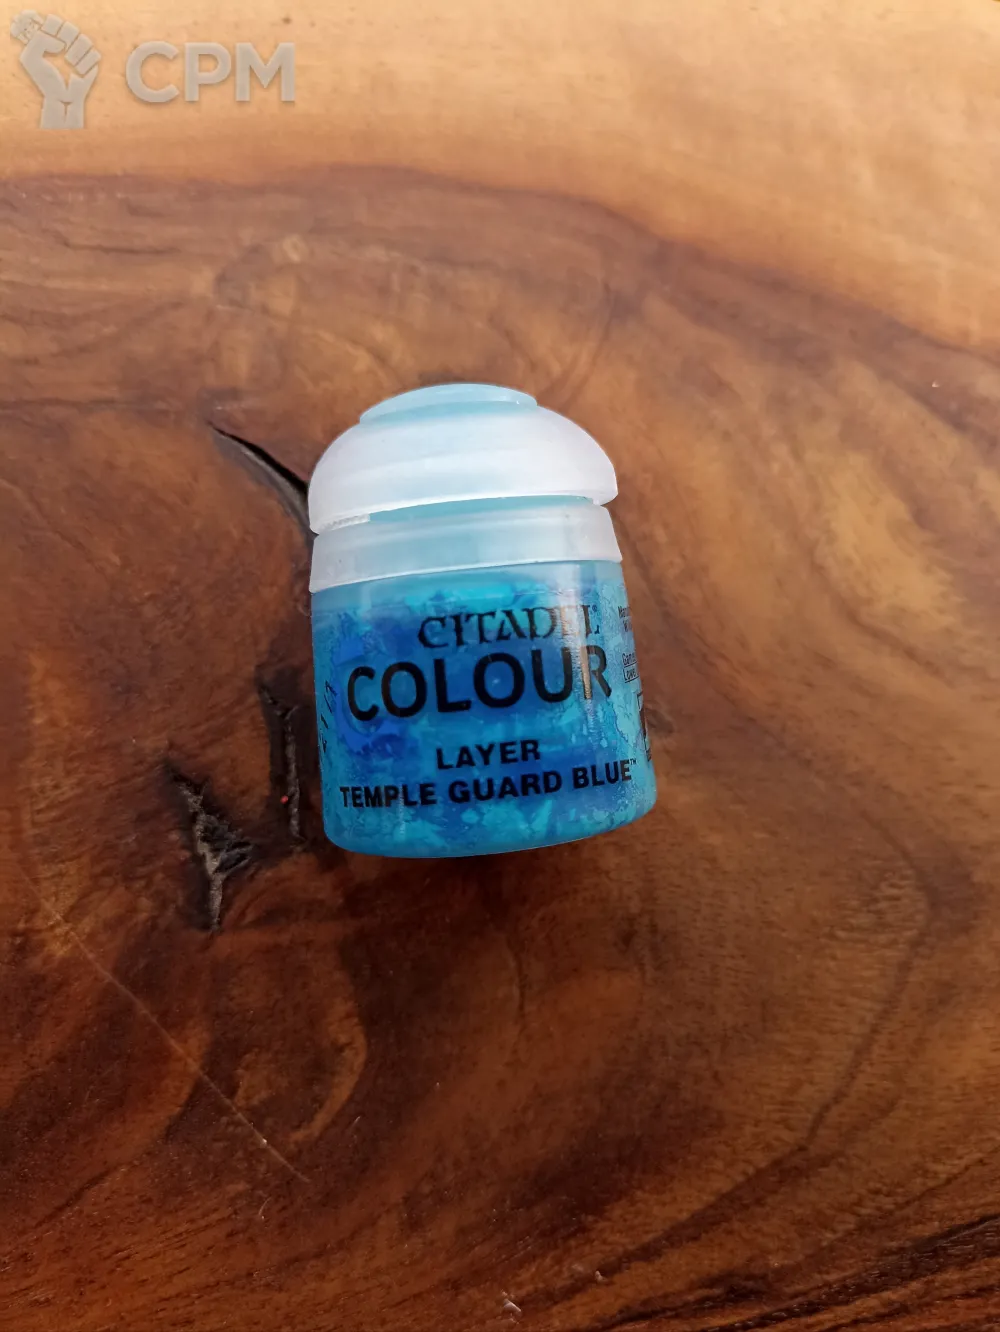 CPM
CITADEL®
COLOUR
LAYER
TEMPLE GUARD BLUE™